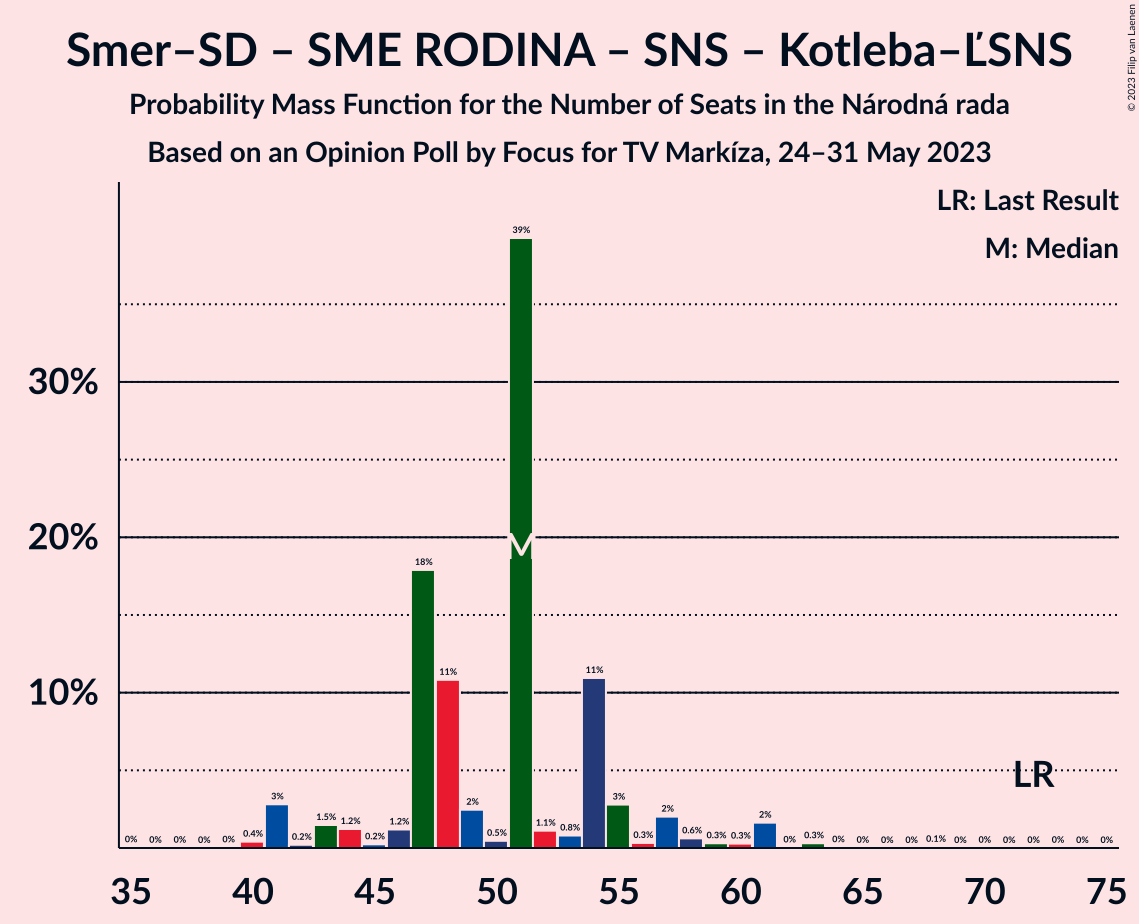 Smer–SD – SME RODINA – SNS – Kotleba–ĽSNS
Probability Mass Function for the Number of Seats in the Národná rada
Based on an Opinion Poll by Focus for TV Markíza, 24–31 May 2023
© 2023 Filip van Laenen
LR: Last Result
M: Median
30%
20%
10%
0% 0% 0% 0% 0% 0.4% 3% 0.2% 1.5% 1.2% 0.2% 1.2% 18% 11% 2% 0.5% 39% 1.1% 0.8% 11% 3% 0.3% 2% 0.6% 0.3% 0.3% 2% 0% 0.3% 0% 0% 0% 0% 0.1% 0% 0% 0% 0% 0% 0% 0%
M
LR
35 40 45 50 55 60 65 70 75